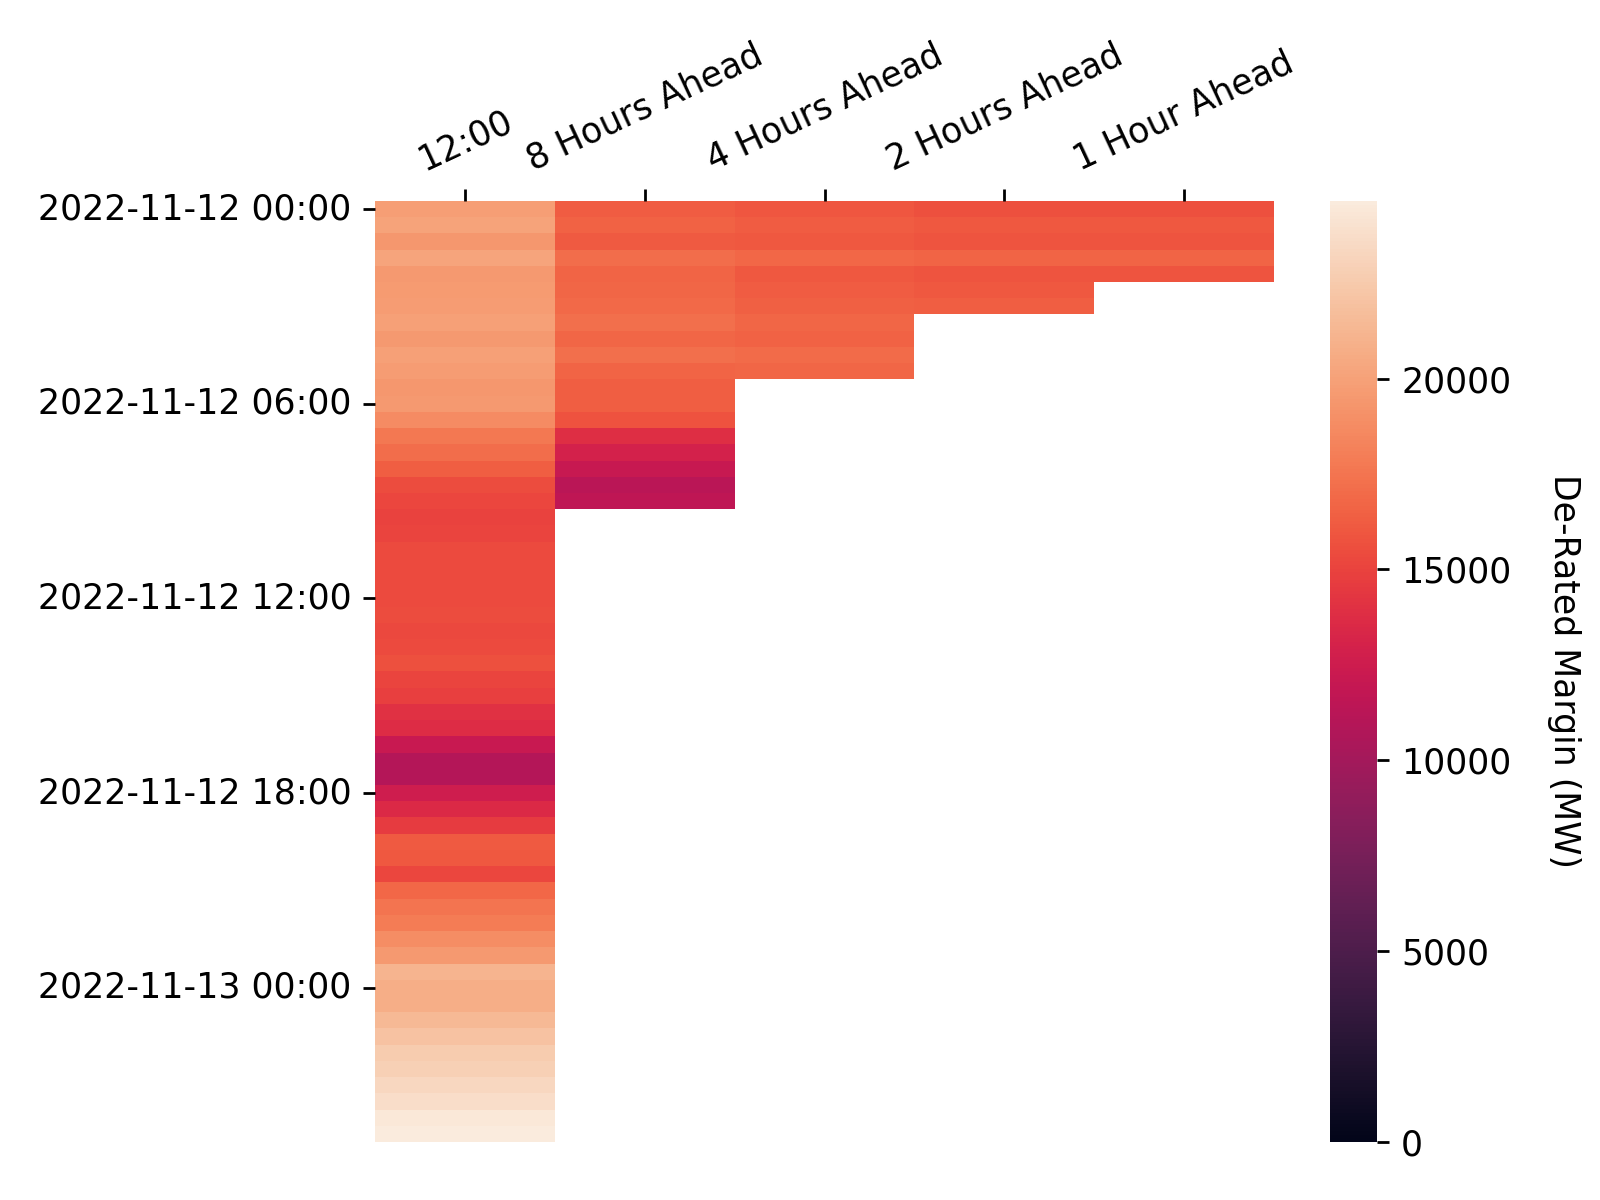 12:00
8 Hours Ahead
4 Hours Ahead
2 Hours Ahead
1 Hour Ahead
2022-11-12 00:00
2022-11-12 06:00
2022-11-12 12:00
2022-11-12 18:00
2022-11-13 00:00
20000
15000
10000
5000
0
De-Rated Margin (MW)